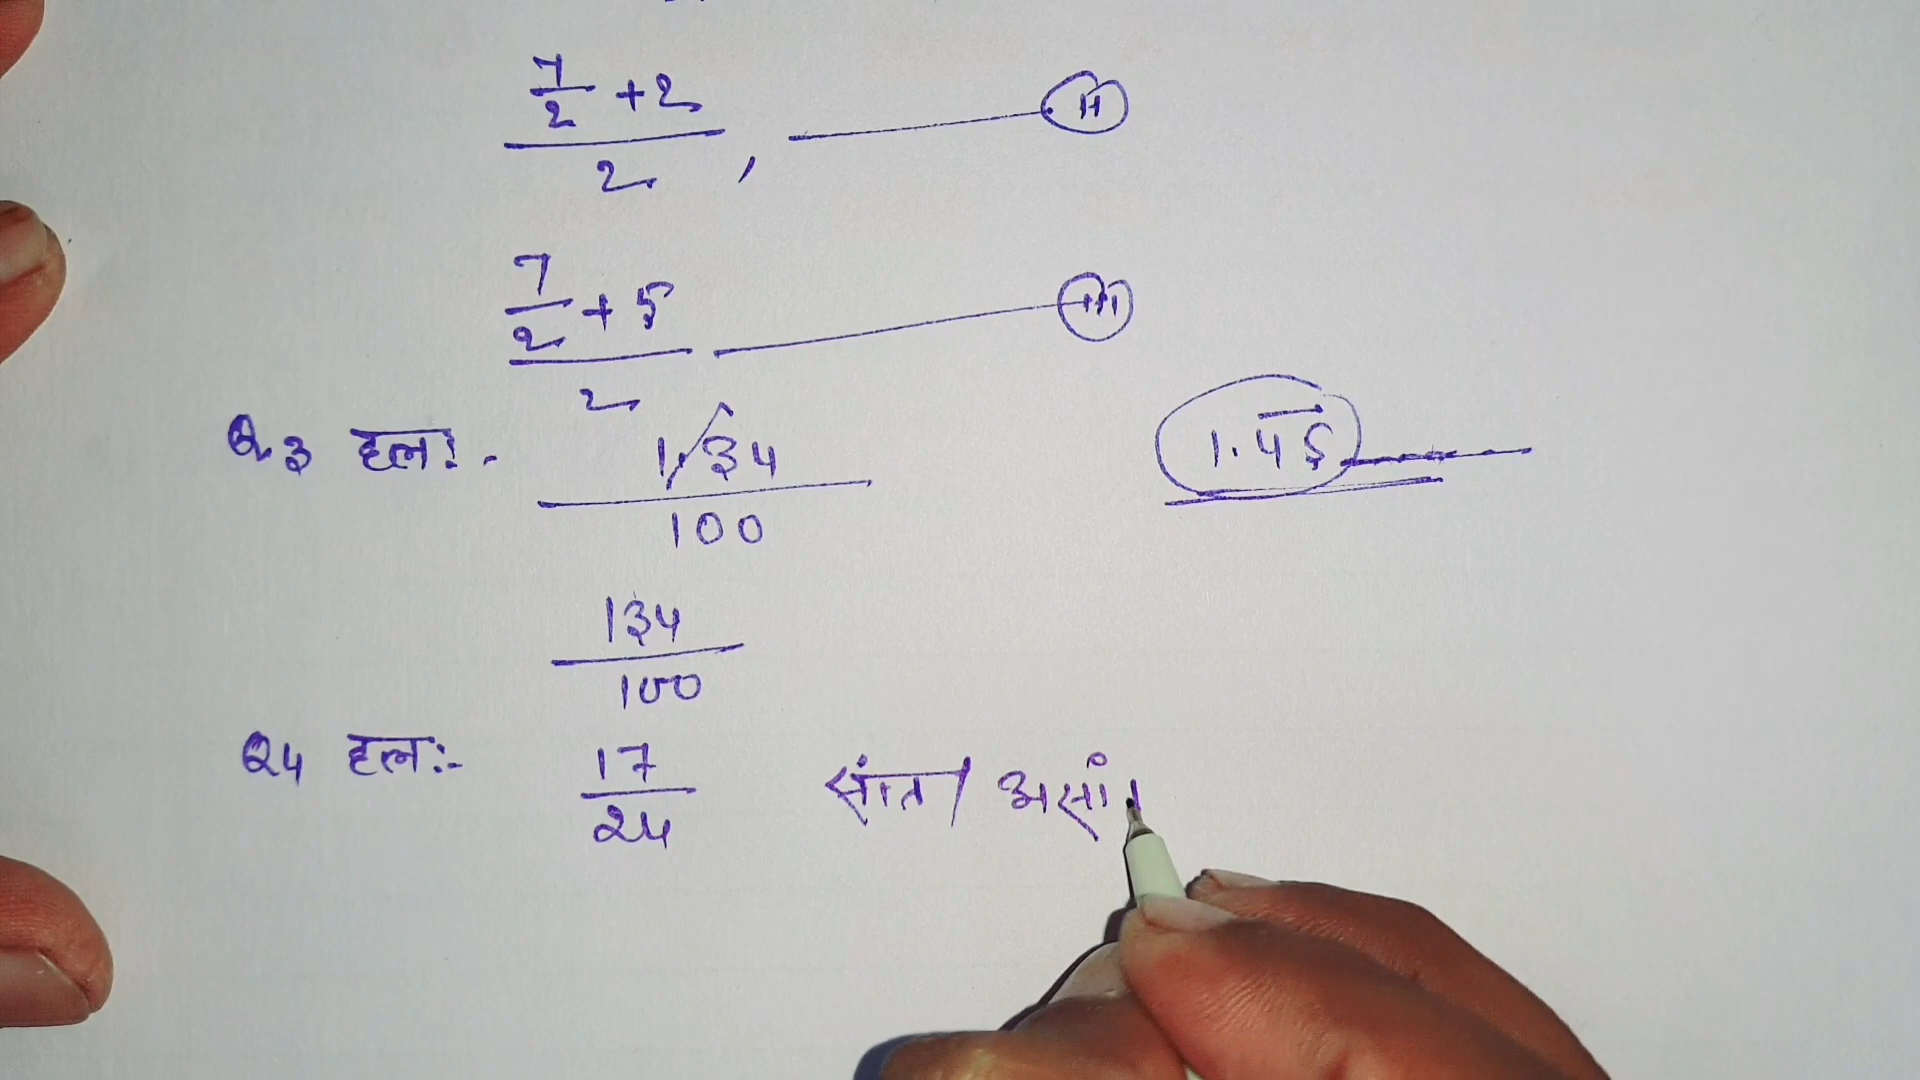 7/2 + 2
/ 2 , —— II
7/2 + 5
/ 2 —— III
Q3 हल:- 1.34 / 100 1.45
134 / 100
Q4 हल:- 17 / 24 सांत / असां